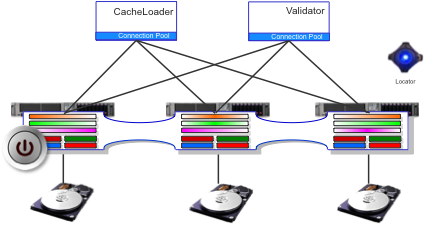 CacheLoader
Connection Pool
Validator
Connection Pool
Locator